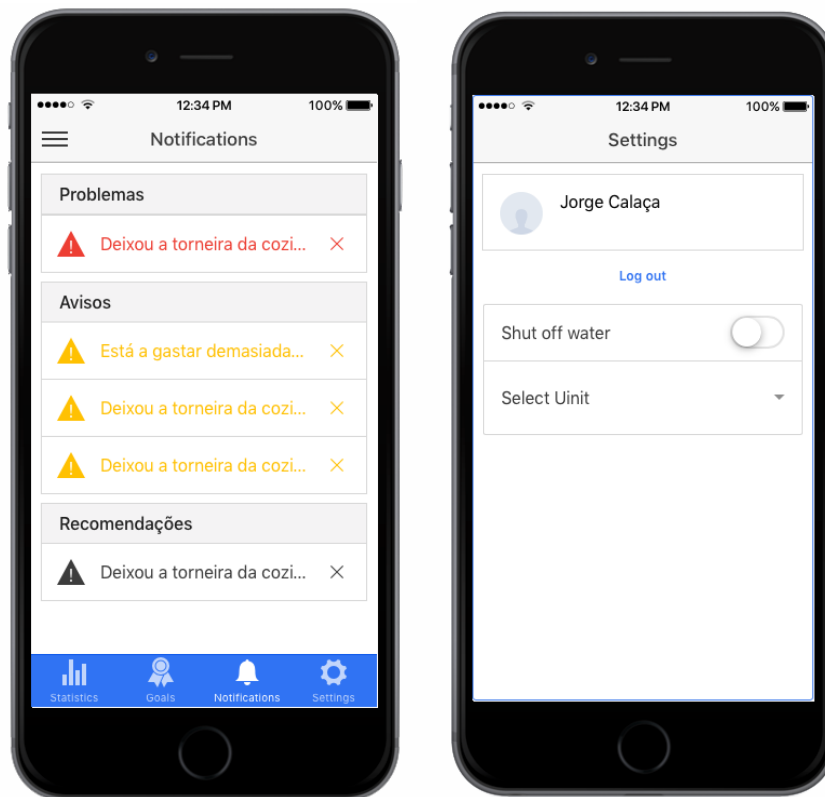 12:34 PM 100%
Notifications
Problemas
Deixou a torneira da cozi...
Avisos
Está a gastar demasiada...
Deixou a torneira da cozi...
Deixou a torneira da cozi...
Recomendações
Deixou a torneira da cozi...
Statistics Goals Notifications Settings
12:34 PM 100%
Settings
Jorge Calaça
Log out
Shut off water
Select Uinit